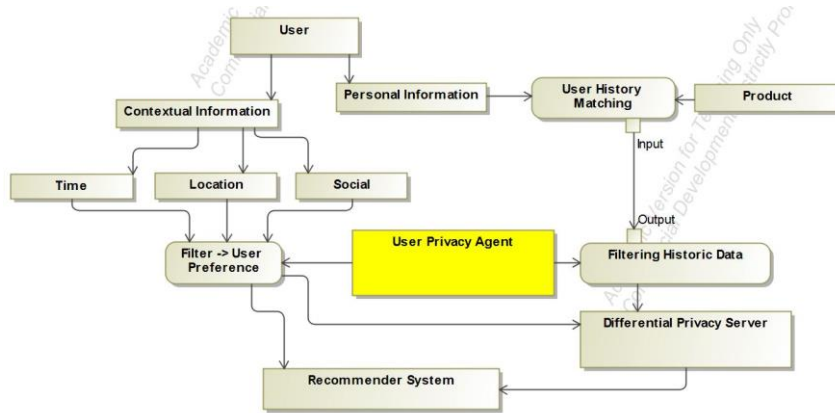 User
Personal Information
User History
Matching
Product
Contextual Information
Input
Time
Location
Social
Output
Filter -> User
Preference
User Privacy Agent
Filtering Historic Data
Differential Privacy Server
Recommender System